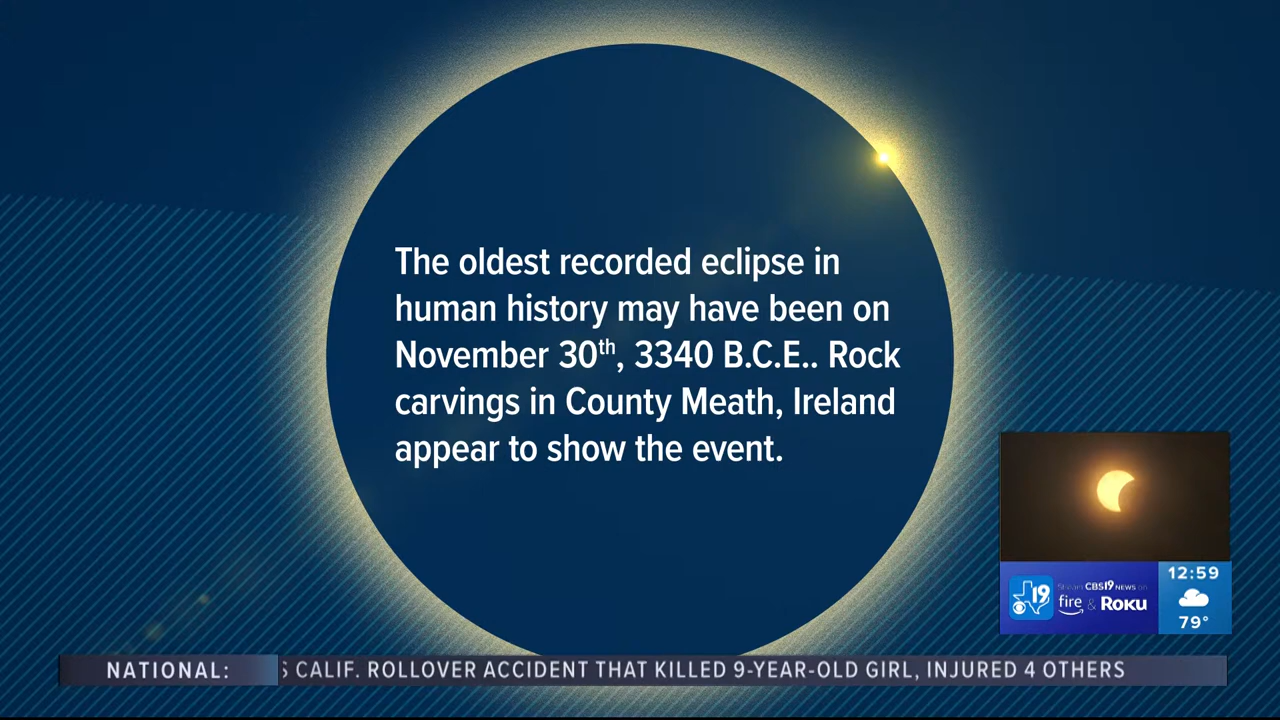 The oldest recorded eclipse in
human history may have been on
November 30th, 3340 B.C.E.. Rock
carvings in County Meath, Ireland
appear to show the event.
19
Stream CBS19 NEWS on
fire & ROKU
12:59
79°
NATIONAL:
S CALIF. ROLLOVER ACCIDENT THAT KILLED 9-YEAR-OLD GIRL, INJURED 4 OTHERS